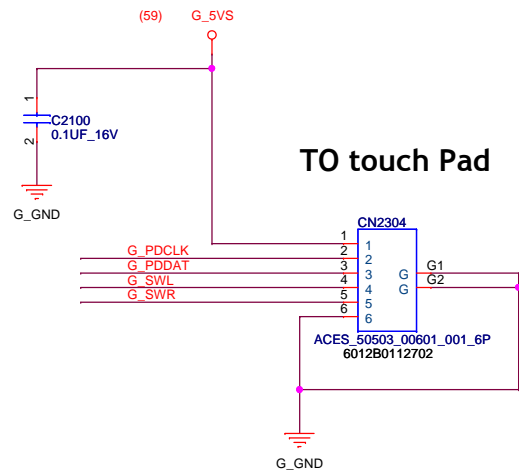 (59) G_5VS
1
C2100
0.1UF_16V
2
G_GND
TO touch Pad
CN2304
1 1
G_PDCLK 2 2
G_PDDAT 3 3 G G1
G_SWL 4 4 G G2
G_SWR 5 5
6 6
ACES_50503_00601_001_6P
6012B0112702
G_GND